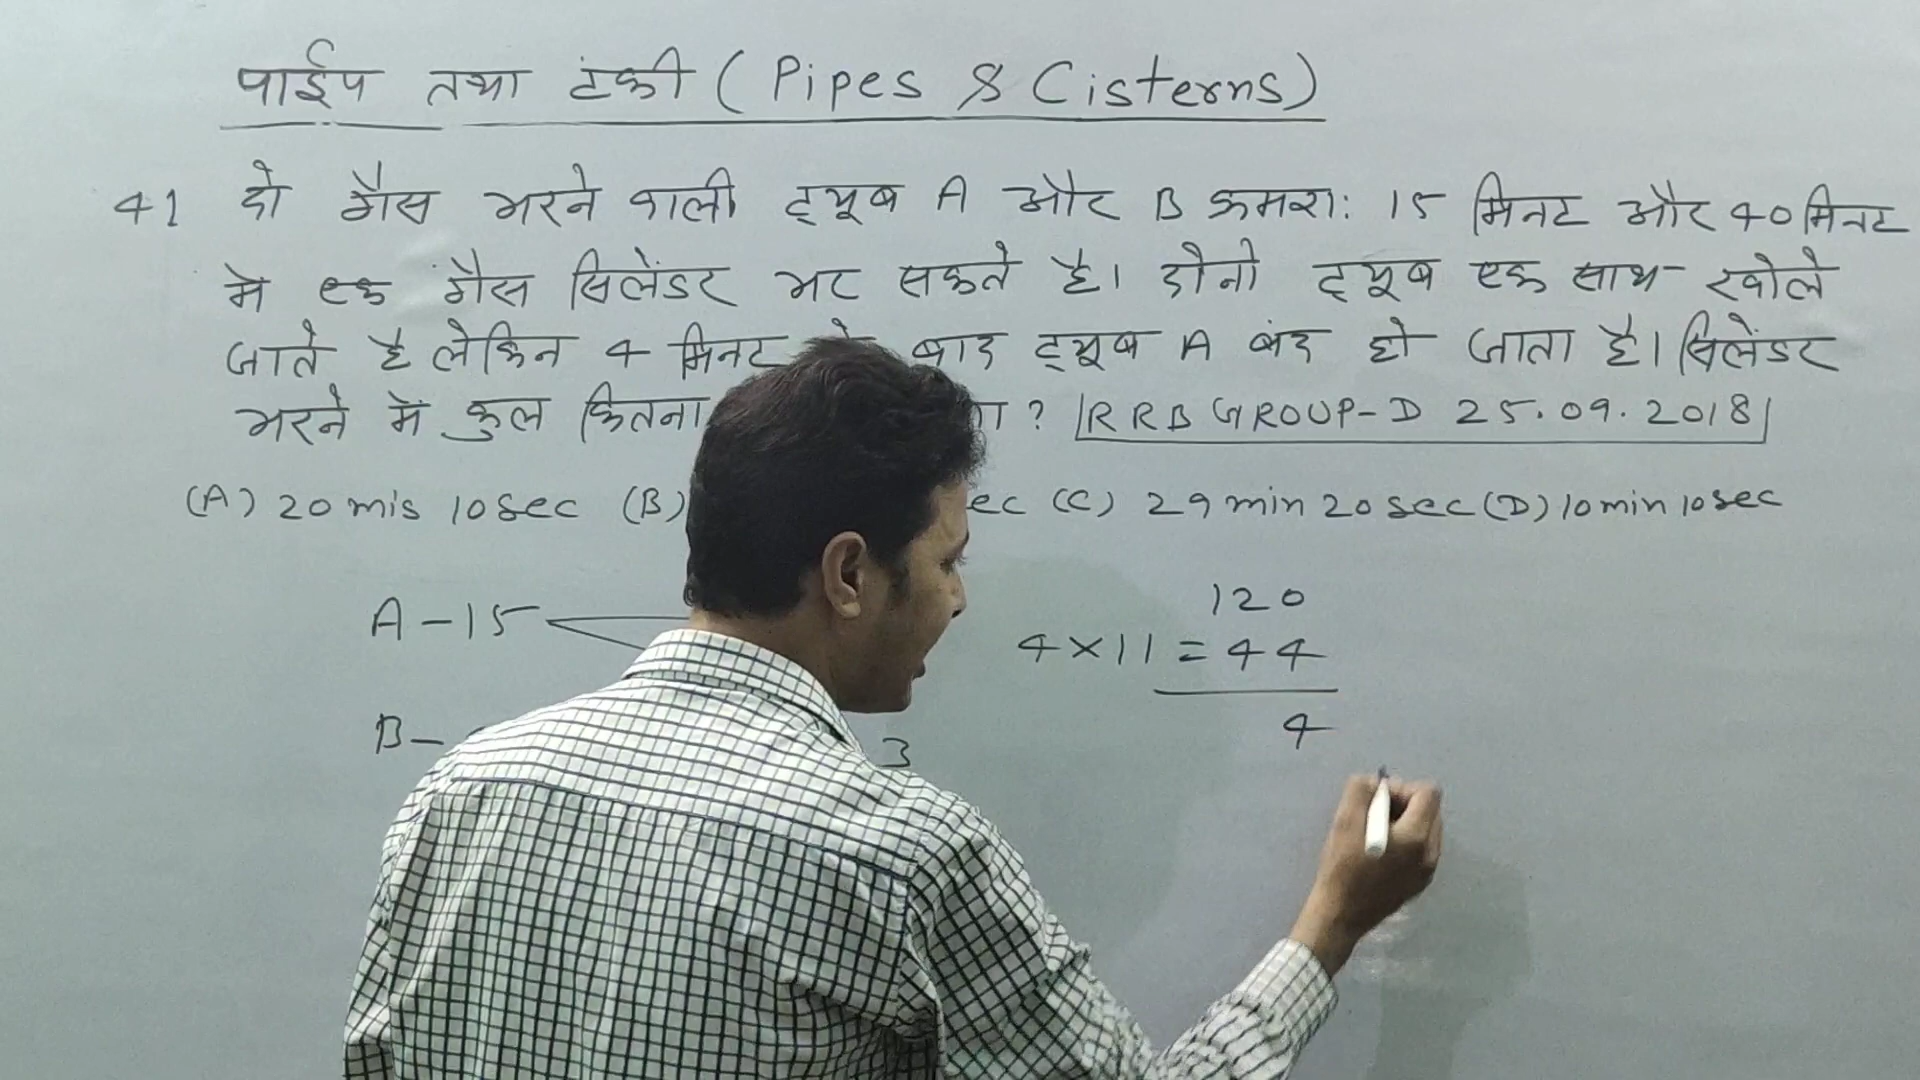 पाईप तथा टंकी ( Pipes & Cisterns )
41 दो गैस भरने वाली ट्यूब A और B क्रमशः 15 मिनट और 40 मिनट
मे एक गैस सिलेंडर भर सकते है। दोनो ट्यूब एक साथ खोले
जाते है लेकिन 4 मिनट के बाद ट्यूब A बंद हो जाता है। सिलेंडर
भरने में कुल कितना ? RRB GROUP-D 25.09.2018
(A) 20 mis 10 sec (B) ec (C) 29 min 20 sec (D) 10 min 10 sec
A - 15
120
4 × 11 = 44
4
B - 3